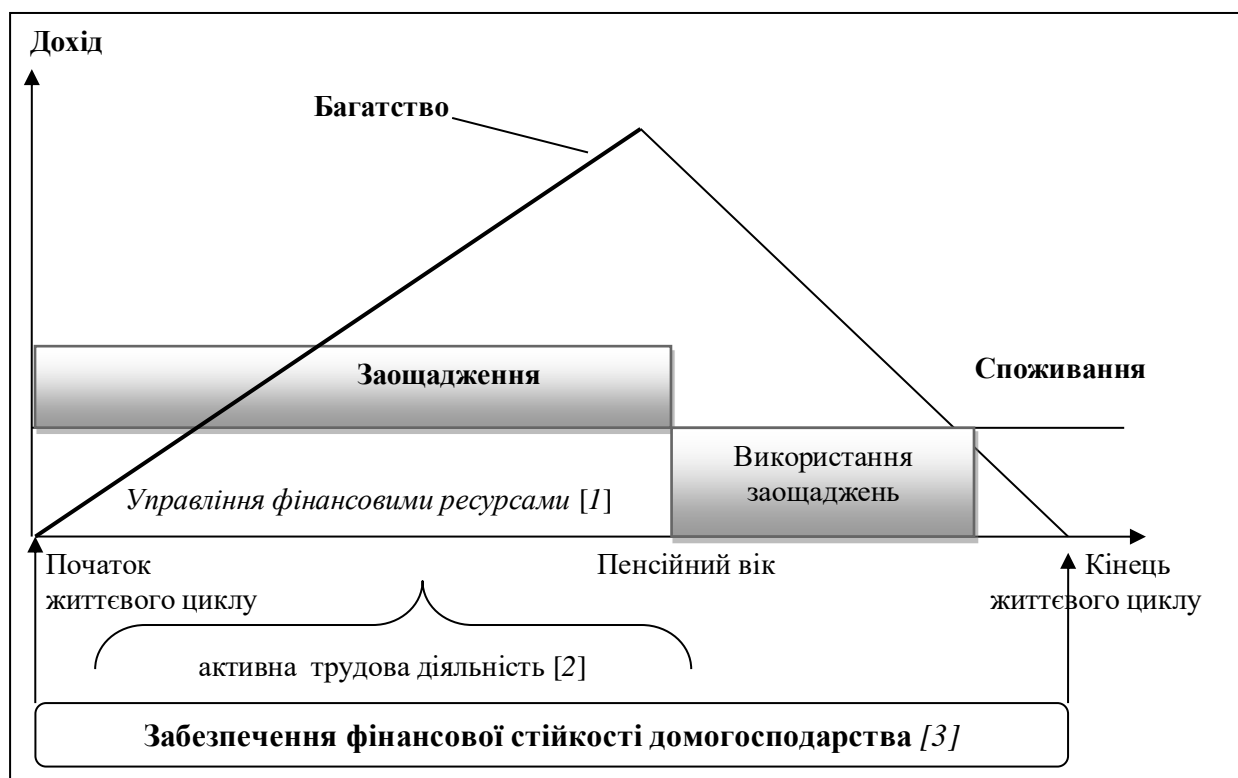 Дохід
Багатство
Заощадження
Споживання
Використання
заощаджень
Управління фінансовими ресурсами [1]
Початок
життєвого циклу
Пенсійний вік
Кінець
життєвого циклу
активна трудова діяльність [2]
Забезпечення фінансової стійкості домогосподарства [3]